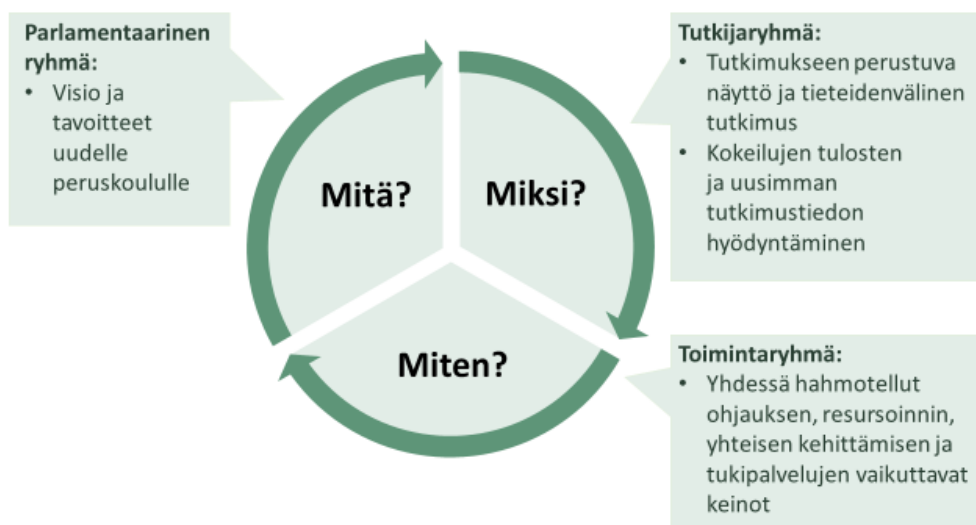 Parlamentaarinen
ryhmä:
• Visio ja
tavoitteet
uudelle
peruskoululle
Mitä?
Miksi?
Miten?
Tutkijaryhmä:
• Tutkimukseen perustuva
näyttö ja tieteidenvälinen
tutkimus
• Kokeilujen tulosten
ja uusimman
tutkimustiedon
hyödyntäminen
Toimintaryhmä:
• Yhdessä hahmotellut
ohjauksen, resursoinnin,
yhteisen kehittämisen ja
tukipalvelujen vaikuttavat
keinot